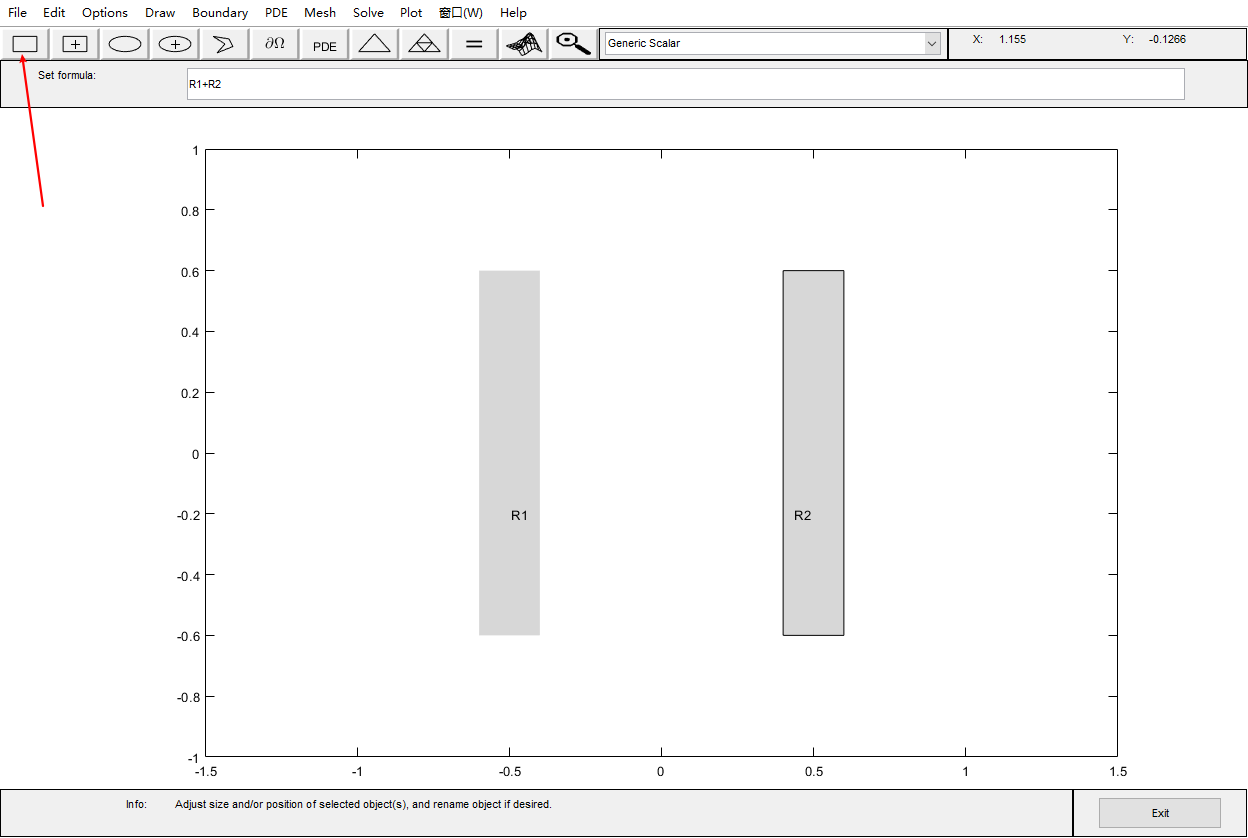 File Edit Options Draw Boundary PDE Mesh Solve Plot 窗口(W) Help
∂Ω PDE Generic Scalar X: 1.155 Y: -0.1266
Set formula: R1+R2
1
0.8
0.6
0.4
0.2
0
-0.2
-0.4
-0.6
-0.8
-1
R1 R2
-1.5 -1 -0.5 0 0.5 1 1.5
Info: Adjust size and/or position of selected object(s), and rename object if desired.
Exit